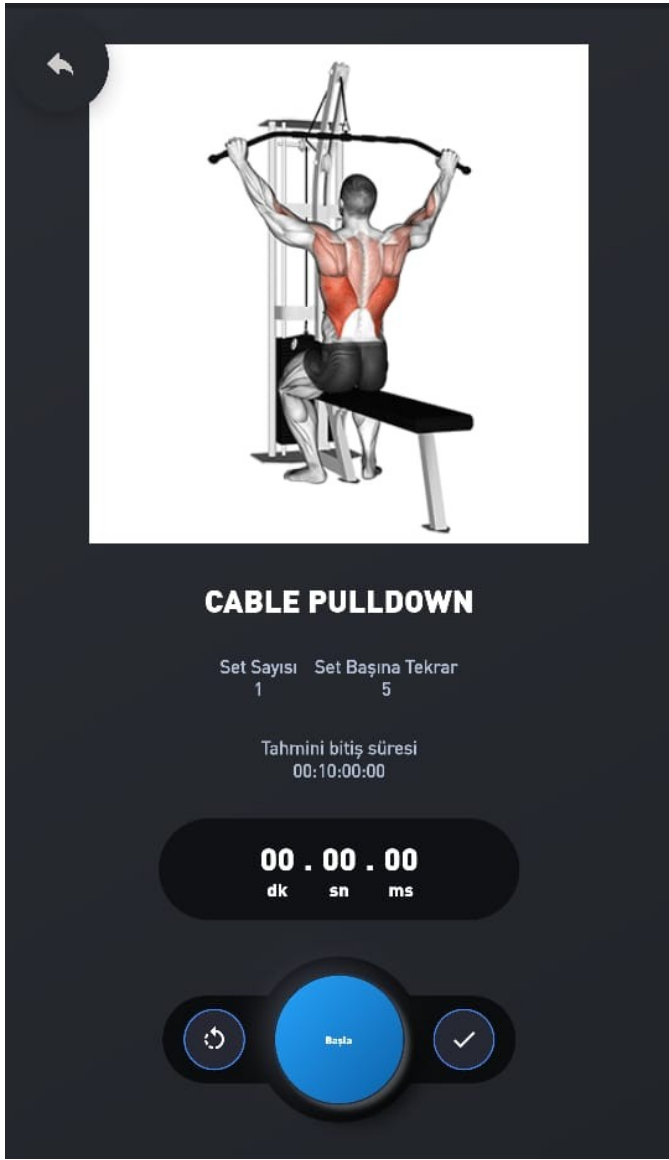 CABLE PULLDOWN
Set Sayısı Set Başına Tekrar
1 5
Tahmini bitiş süresi
00:10:00:00
00 . 00 . 00
dk sn ms
Başla